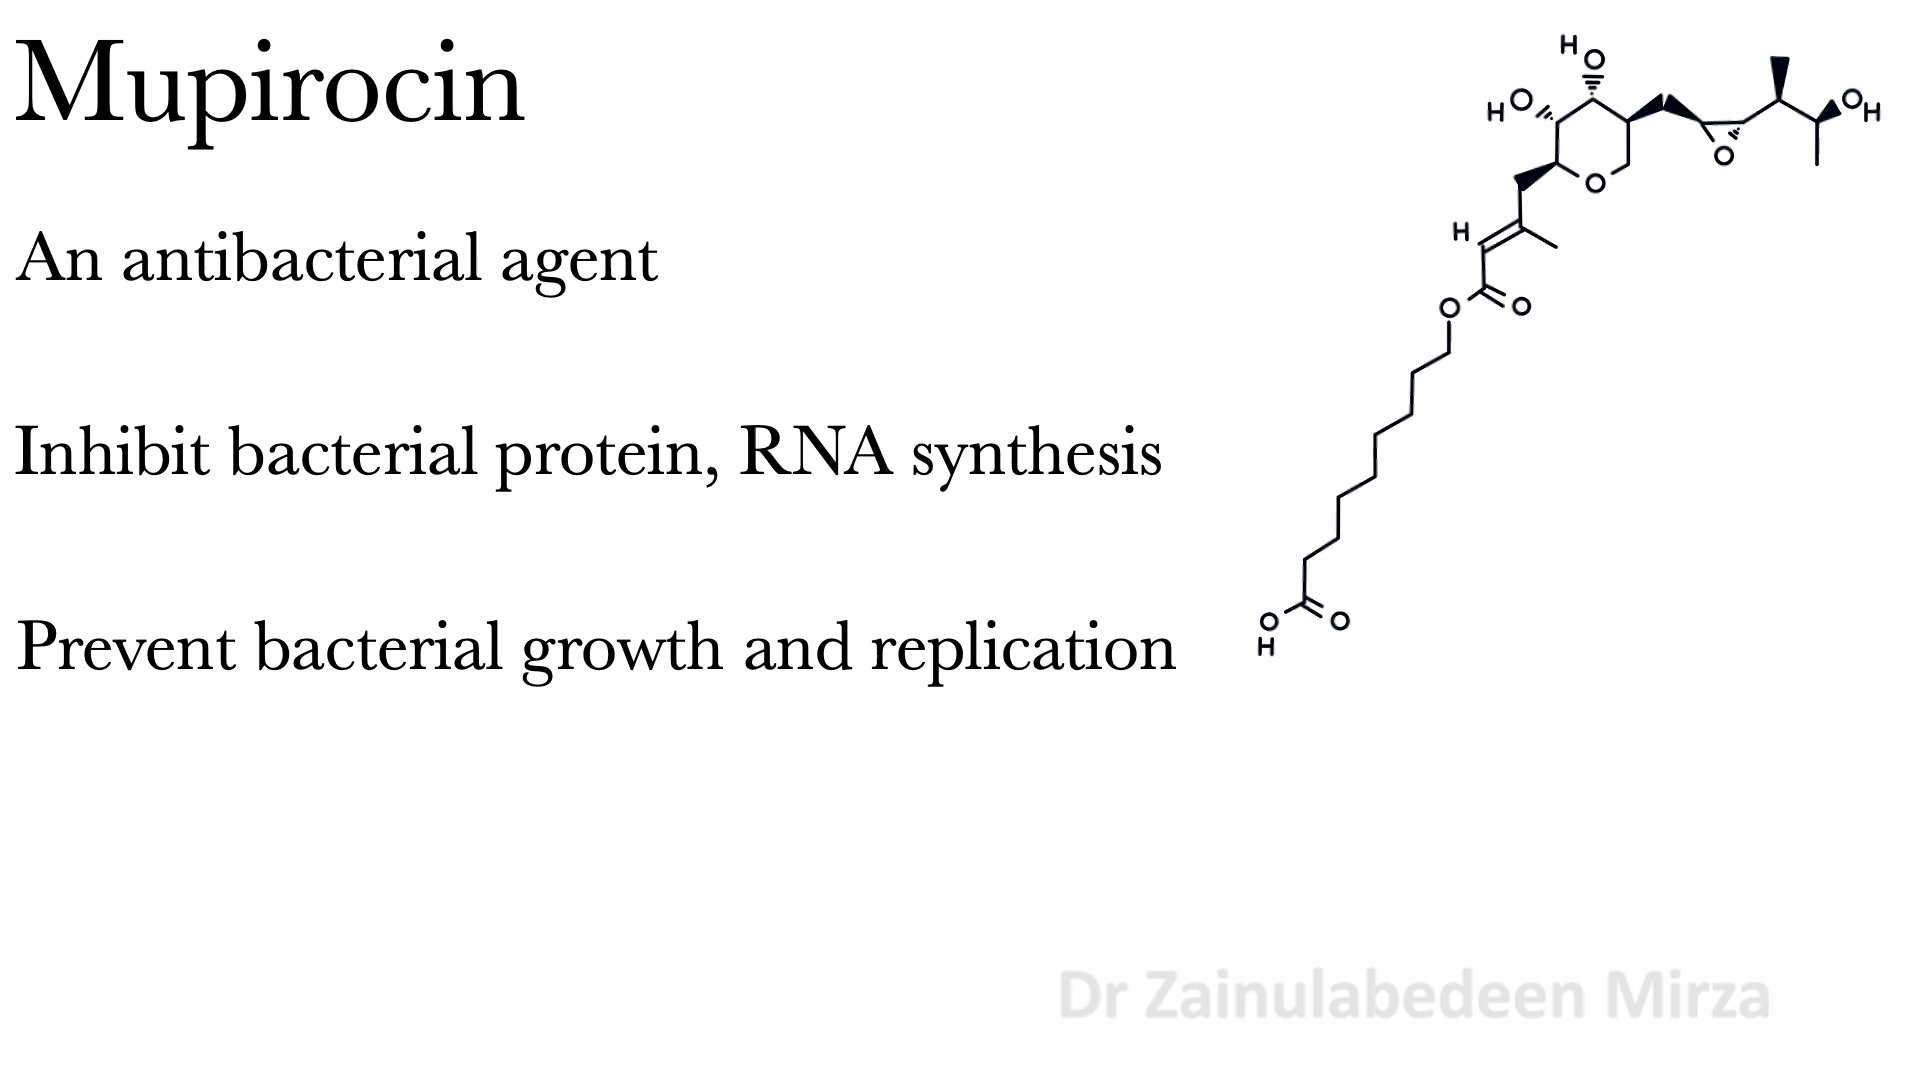 Mupirocin
An antibacterial agent
Inhibit bacterial protein, RNA synthesis
Prevent bacterial growth and replication
H
O
H O
O H
O
O
H
O
O
O
O
H
Dr Zainulabedeen Mirza